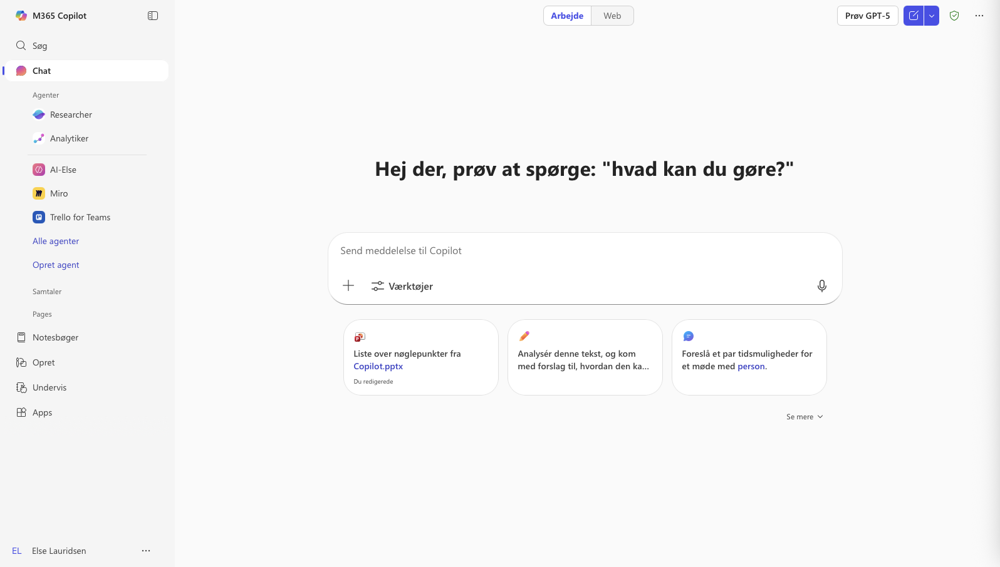 M365 Copilot
Søg
Chat
Agenter
Researcher
Analytiker
AI-Else
Miro
Trello for Teams
Alle agenter
Opret agent
Samtaler
Pages
Notesbøger
Opret
Undervis
Apps
EL Else Lauridsen
Arbejde Web
Prøv GPT-5
Hej der, prøv at spørge: "hvad kan du gøre?"
Send meddelelse til Copilot
Værktøjer
Liste over nøglepunkter fra
Copilot.pptx
Du redigerede
Analysér denne tekst, og kom
med forslag til, hvordan den ka...
Foreslå et par tidsmuligheder for
et møde med person.
Se mere